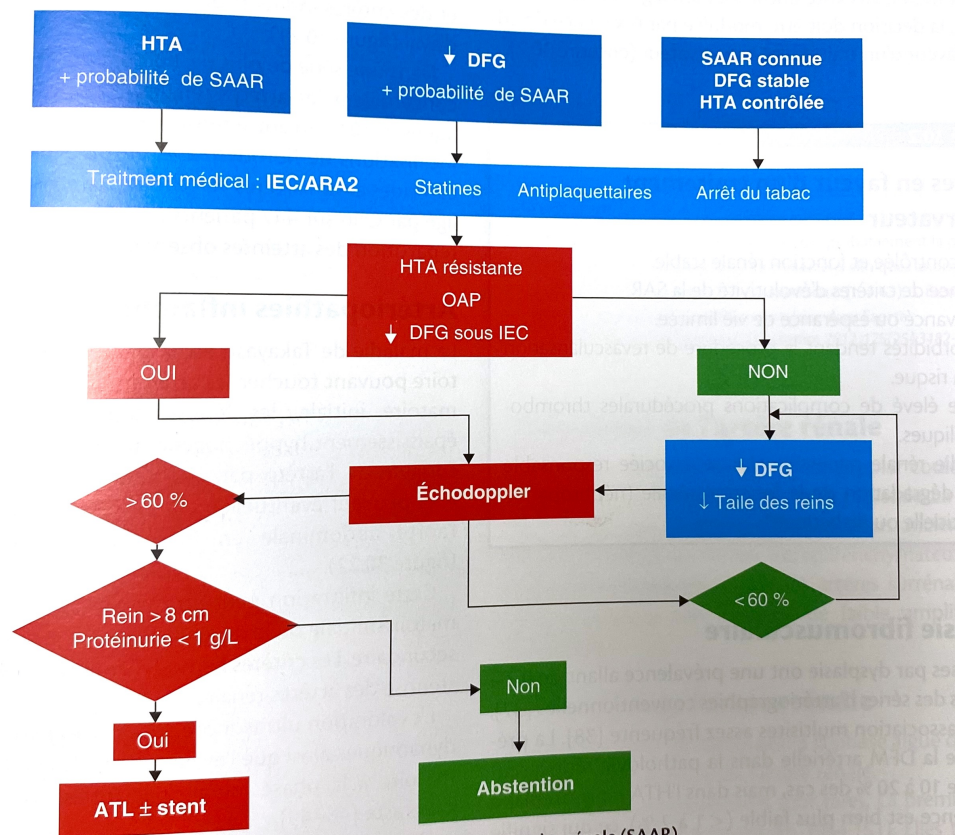 HTA
+ probabilité de SAAR
↓ DFG
+ probabilité de SAAR
SAAR connue
DFG stable
HTA contrôlée
Traitment médical : IEC/ARA2 Statines Antiplaquettaires Arrêt du tabac
HTA résistante
OAP
↓ DFG sous IEC
OUI
NON
↓ DFG
↓ Taille des reins
Échodoppler
> 60 %
< 60 %
Rein > 8 cm
Protéinurie < 1 g/L
Non
Oui
Abstention
ATL ± stent
(SAAR)